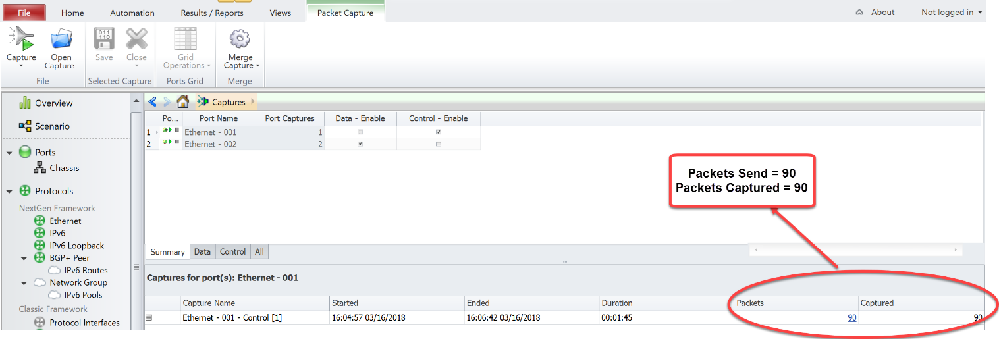 File Home Automation Results / Reports Views Packet Capture About Not logged in
011
110
Capture Open Capture Save Close Grid Operations Merge Capture
File Selected Capture Ports Grid Merge
Overview
Scenario
Ports
Chassis
Protocols
NextGen Framework
Ethernet
IPv6
IPv6 Loopback
BGP+ Peer
IPv6 Routes
Network Group
IPv6 Pools
Classic Framework
Protocol Interfaces
Captures
Po... Port Name Port Captures Data - Enable Control - Enable
1 Ethernet - 001 1
2 Ethernet - 002 2
Packets Send = 90
Packets Captured = 90
Summary Data Control All
Captures for port(s): Ethernet - 001
Capture Name Started Ended Duration Packets Captured
Ethernet - 001 - Control [1] 16:04:57 03/16/2018 16:06:42 03/16/2018 00:01:45 90 90